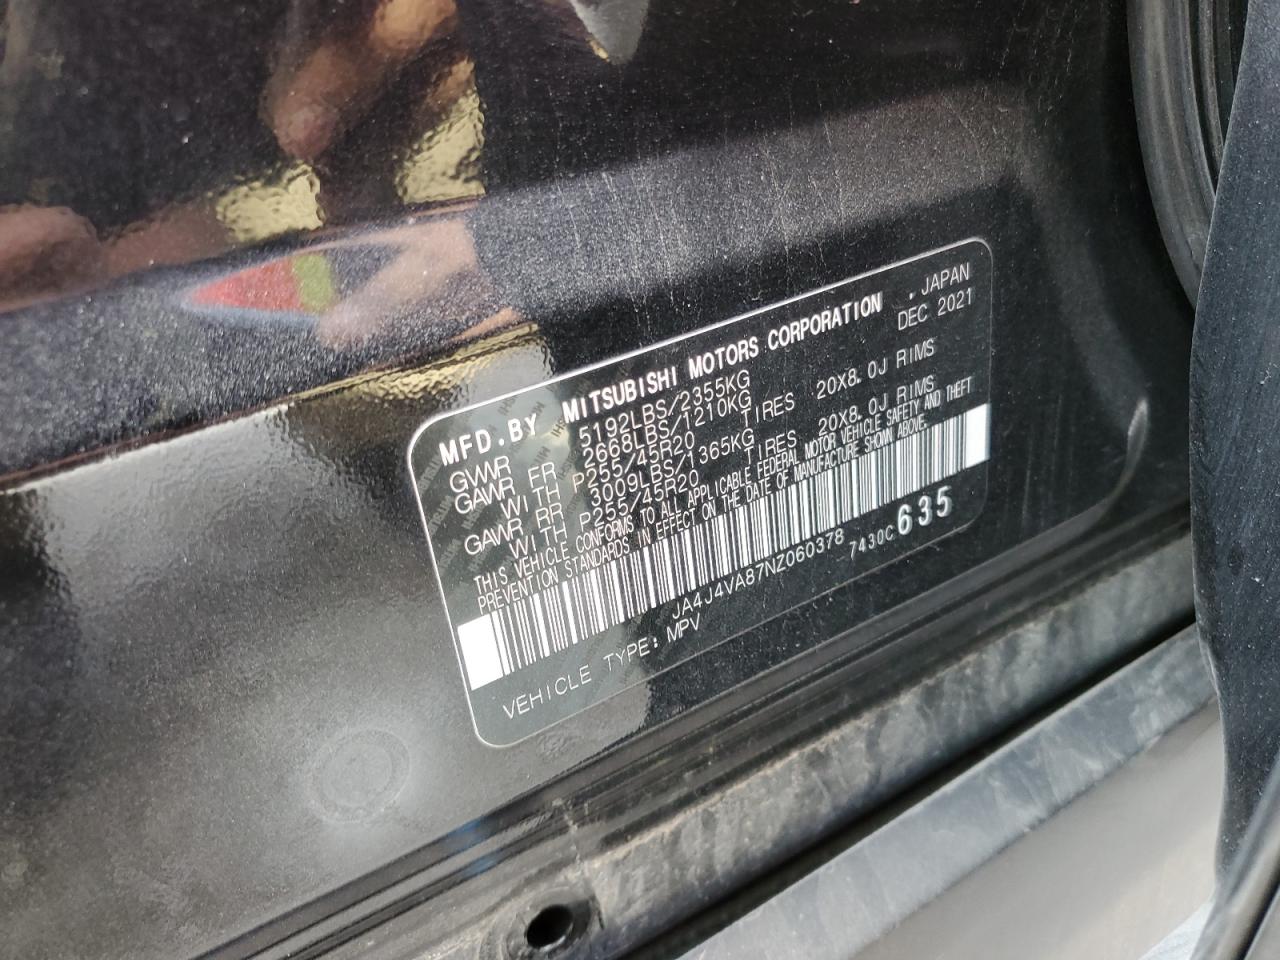 MFD. BY MITSUBISHI MOTORS CORPORATION , JAPAN
DEC 2021
GVWR 5192LBS/2355KG
GAWR FR 2668LBS/1210KG
WITH P255/45R20 TIRES 20X8.0J RIMS
GAWR RR 3009LBS/1365KG
WITH P255/45R20 TIRES 20X8.0J RIMS
THIS VEHICLE CONFORMS TO ALL APPLICABLE FEDERAL MOTOR VEHICLE SAFETY AND THEFT
PREVENTION STANDARDS IN EFFECT ON THE DATE OF MANUFACTURE SHOWN ABOVE.
JA4J4VA87NZ060378
7430C 635
VEHICLE TYPE: MPV